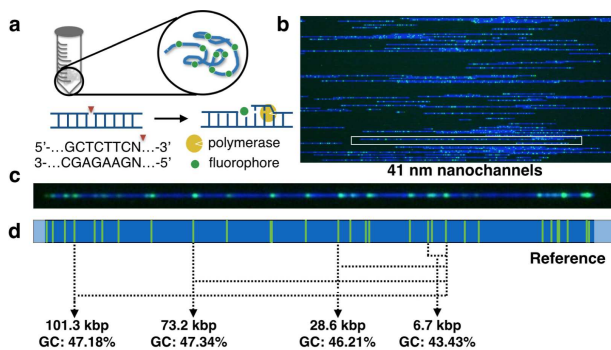 a
b
5'-...GCTCTTCN...-3'
3-...CGAGAAGN...-5'
polymerase
fluorophore
41 nm nanochannels
c
d
Reference
101.3 kbp
GC: 47.18%
73.2 kbp
GC: 47.34%
28.6 kbp
GC: 46.21%
6.7 kbp
GC: 43.43%